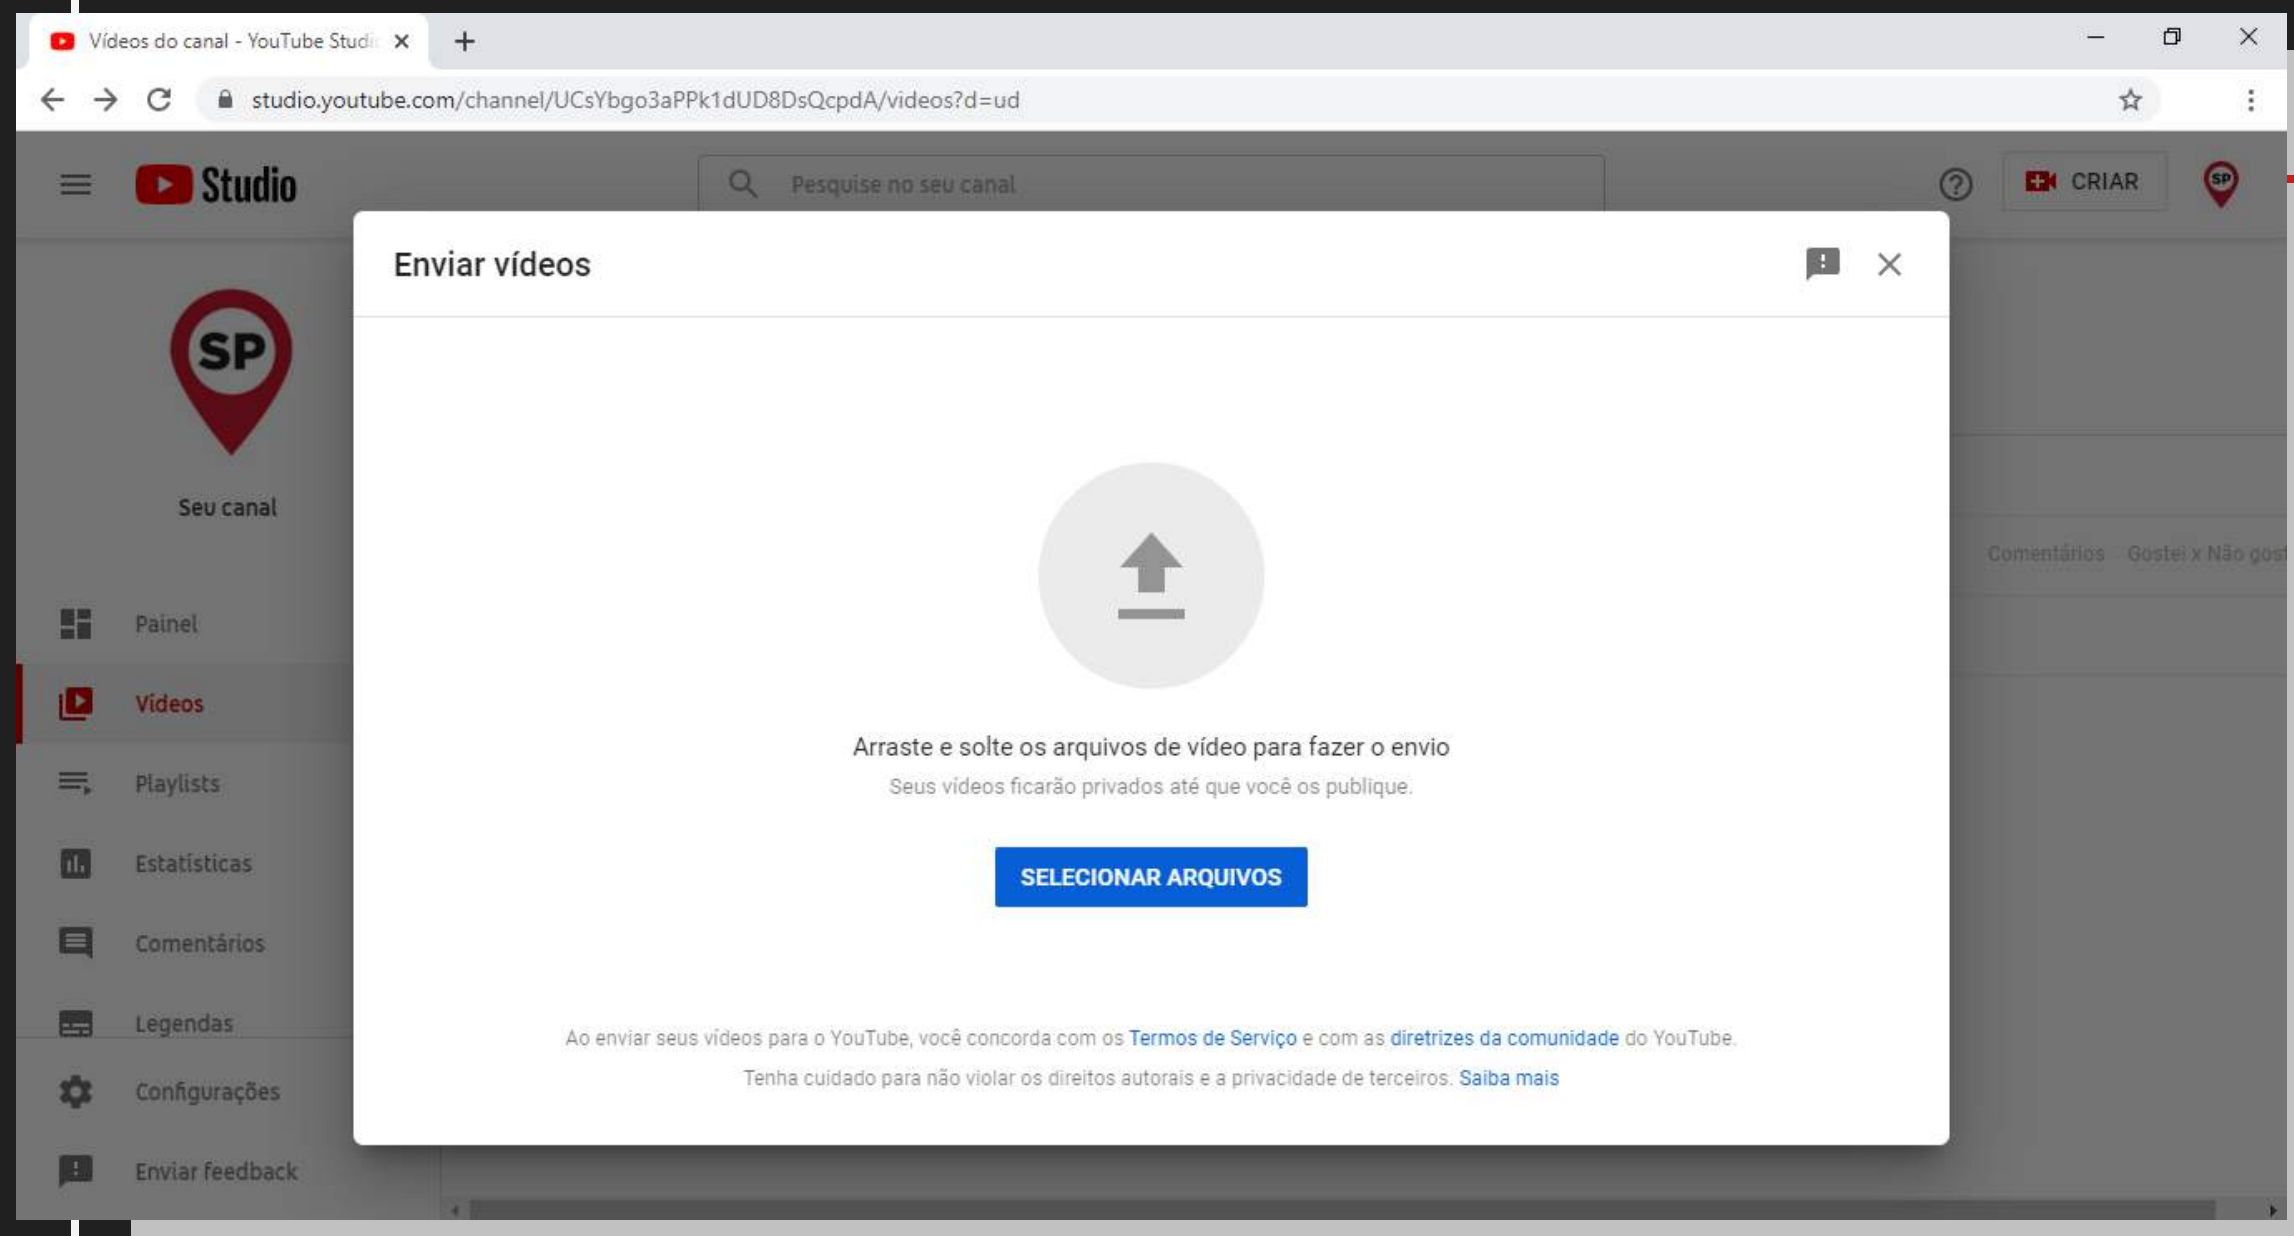 Vídeos do canal - YouTube Studi
studio.youtube.com/channel/UCsYbgo3aPPk1dUD8DsQcpdA/videos?d=ud
Studio
Pesquise no seu canal
CRIAR
SP
Enviar vídeos
SP
Seu canal
Comentários Gostei x Não gost
Painel
Vídeos
Playlists
Estatísticas
Comentários
Legendas
Configurações
Enviar feedback
Arraste e solte os arquivos de vídeo para fazer o envio
Seus vídeos ficarão privados até que você os publique.
SELECIONAR ARQUIVOS
Ao enviar seus vídeos para o YouTube, você concorda com os Termos de Serviço e com as diretrizes da comunidade do YouTube.
Tenha cuidado para não violar os direitos autorais e a privacidade de terceiros. Saiba mais